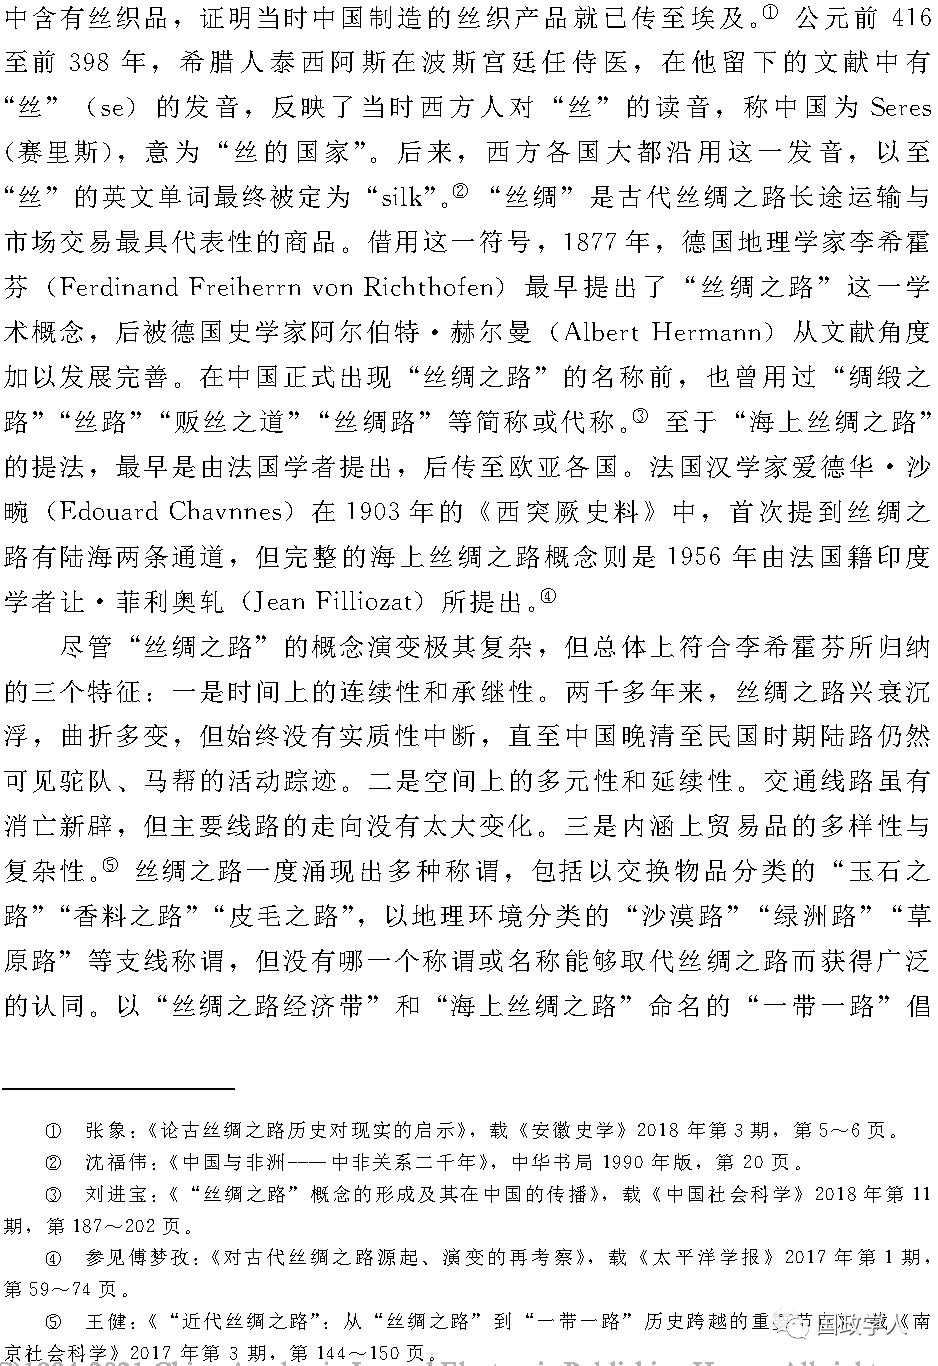 中含有丝织品，证明当时中国制造的丝织产品就已传至埃及。① 公元前 416
至前 398 年，希腊人泰西阿斯在波斯宫廷任侍医，在他留下的文献中有
“丝”（se）的发音，反映了当时西方人对“丝”的读音，称中国为 Seres
（赛里斯），意为“丝的国家”。后来，西方各国大都沿用这一发音，以至
“丝”的英文单词最终被定为“silk”。② “丝绸”是古代丝绸之路长途运输与
市场交易最具代表性的商品。借用这一符号，1877 年，德国地理学家李希霍
芬（Ferdinand Freiherrn von Richthofen）最早提出了“丝绸之路”这一学
术概念，后被德国史学家阿尔伯特·赫尔曼（Albert Hermann）从文献角度
加以发展完善。在中国正式出现“丝绸之路”的名称前，也曾用过“绸缎之
路”“丝路”“贩丝之道”“丝绸路”等简称或代称。③ 至于“海上丝绸之路”
的提法，最早是由法国学者提出，后传至欧亚各国。法国汉学家爱德华·沙
畹（Edouard Chavnnes）在 1903 年的《西突厥史料》中，首次提到丝绸之
路有陆海两条通道，但完整的海上丝绸之路概念则是 1956 年由法国籍印度
学者让·菲利奥轧（Jean Filliozat）所提出。④
尽管“丝绸之路”的概念演变极其复杂，但总体上符合李希霍芬所归纳
的三个特征：一是时间上的连续性和承继性。两千多年来，丝绸之路兴衰沉
浮，曲折多变，但始终没有实质性中断，直至中国晚清至民国时期陆路仍然
可见驼队、马帮的活动踪迹。二是空间上的多元性和延续性。交通线路虽有
消亡新辟，但主要线路的走向没有太大变化。三是内涵上贸易品的多样性与
复杂性。⑤ 丝绸之路一度涌现出多种称谓，包括以交换物品分类的“玉石之
路”“香料之路”“皮毛之路”，以地理环境分类的“沙漠路”“绿洲路”“草
原路”等支线称谓，但没有哪一个称谓或名称能够取代丝绸之路而获得广泛
的认同。以“丝绸之路经济带”和“海上丝绸之路”命名的“一带一路”倡
① 张象：《论古丝绸之路历史对现实的启示》，载《安徽史学》2018 年第 3 期，第 5～6 页。
② 沈福伟：《中国与非洲——中非关系二千年》，中华书局 1990 年版，第 20 页。
③ 刘进宝：《“丝绸之路”概念的形成及其在中国的传播》，载《中国社会科学》2018 年第 11
期，第 187～202 页。
④ 参见傅梦孜：《对古代丝绸之路源起、演变的再考察》，载《太平洋学报》2017 年第 1 期，
第 59～74 页。
⑤ 王健：《“近代丝绸之路”：从“丝绸之路”到“一带一路”历史跨越的重要节点》，载《南
京社会科学》2017 年第 3 期，第 144～150 页。
国政学人